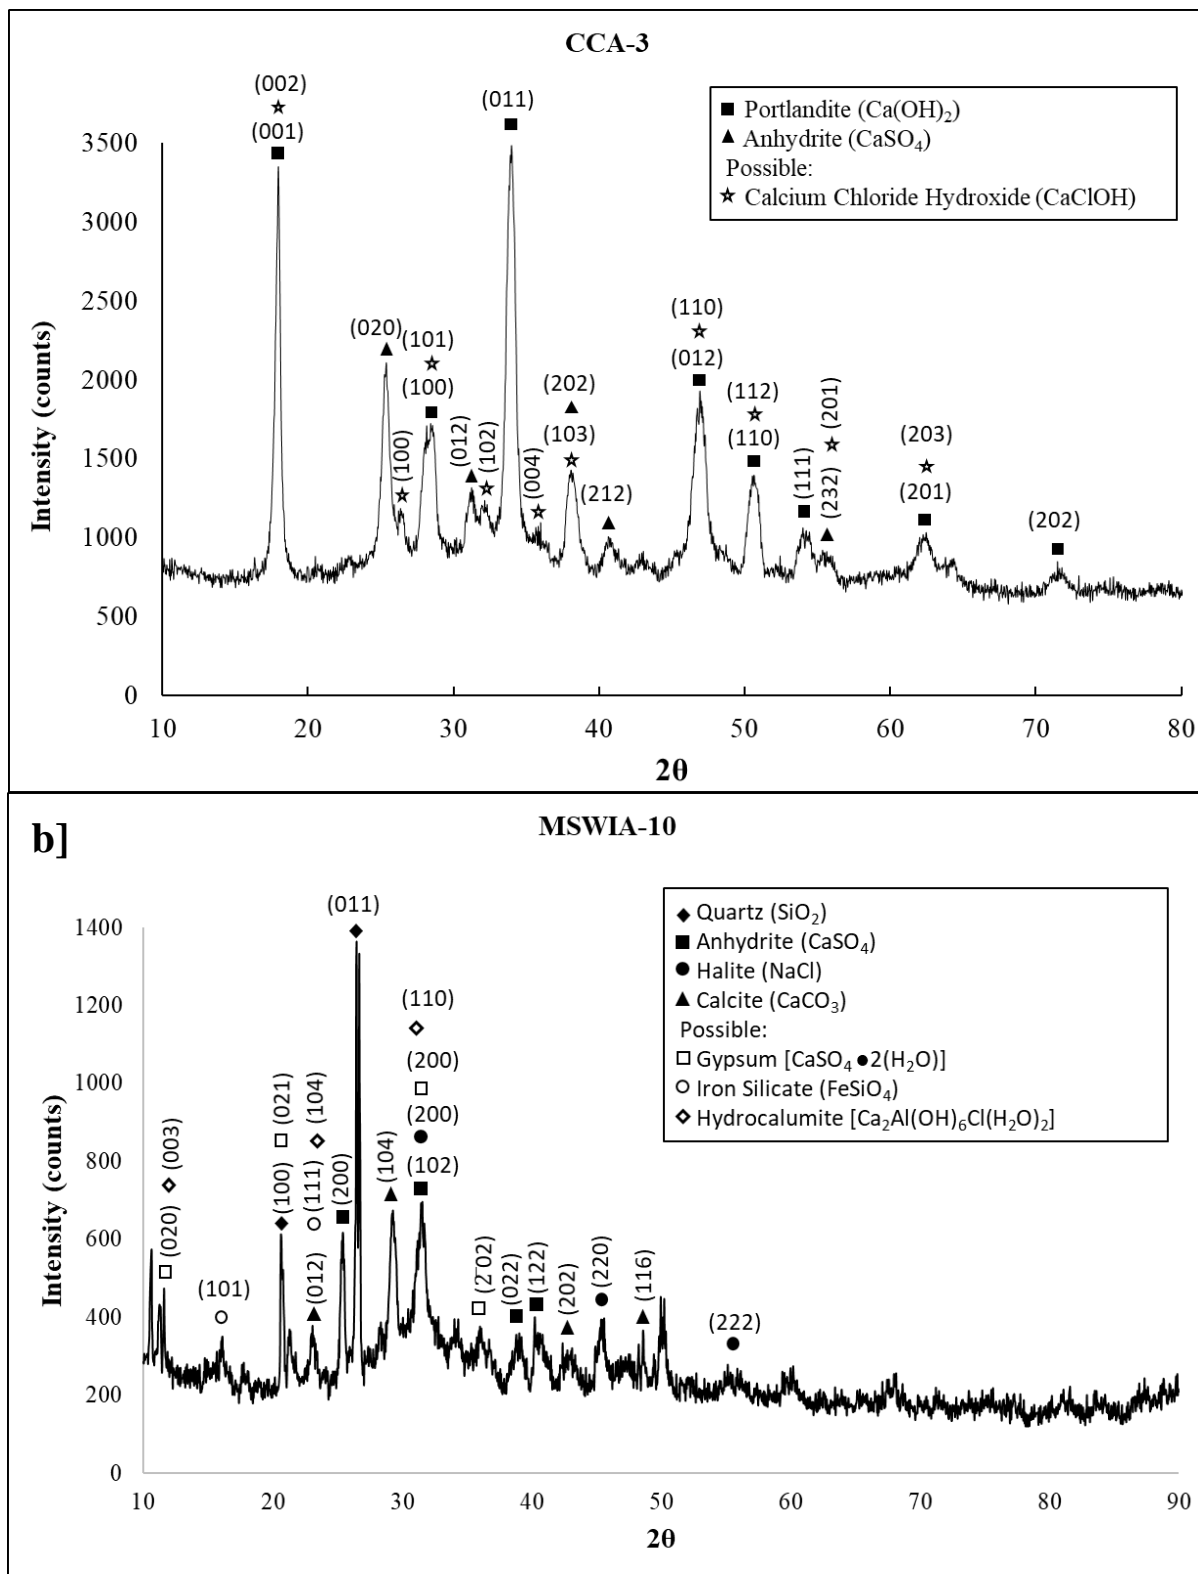 CCA-3
(002)
(001)
(011)
Portlandite (Ca(OH)2)
Anhydrite (CaSO4)
Possible:
Calcium Chloride Hydroxide (CaClOH)
(020)
(101)
(100)
(100)
(012)
(102)
(004)
(202)
(103)
(212)
(110)
(012)
(112)
(110)
(111)
(201)
(232)
(203)
(201)
(202)
3500
3000
2500
2000
1500
1000
500
0
Intensity (counts)
10 20 30 40 50 60 70 80
2θ
b]
MSWIA-10
Quartz (SiO2)
Anhydrite (CaSO4)
Halite (NaCl)
Calcite (CaCO3)
Possible:
Gypsum [CaSO4 ●2(H2O)]
Iron Silicate (FeSiO4)
Hydrocalumite [Ca2Al(OH)6Cl(H2O)2]
(011)
(110)
(200)
(200)
(102)
(003)
(020)
(101)
(021)
(100)
(104)
(111)
(012)
(200)
(104)
(2̅02)
(022)
(122)
(202)
(220)
(116)
(222)
1400
1200
1000
800
600
400
200
0
Intensity (counts)
10 20 30 40 50 60 70 80 90
2θ